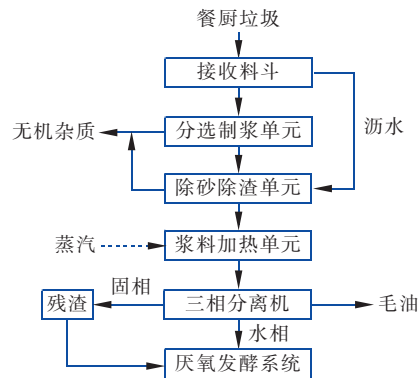 餐厨垃圾
接收料斗
无机杂质
分选制浆单元
沥水
除砂除渣单元
蒸汽
浆料加热单元
固相
残渣
三相分离机
毛油
水相
厌氧发酵系统